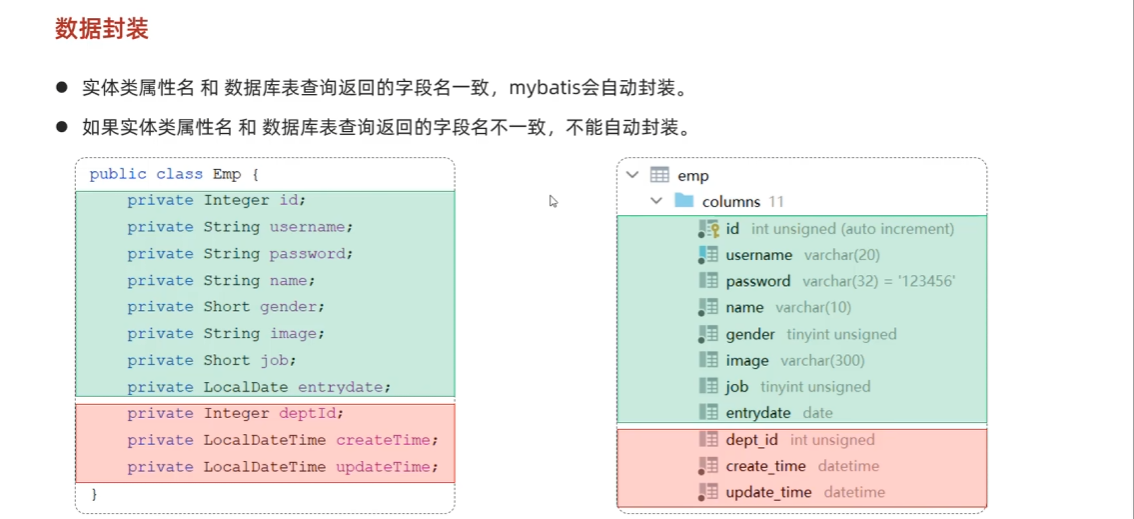 数据封装
● 实体类属性名 和 数据库表查询返回的字段名一致，mybatis会自动封装。
● 如果实体类属性名 和 数据库表查询返回的字段名不一致，不能自动封装。
public class Emp {
private Integer id;
private String username;
private String password;
private String name;
private Short gender;
private String image;
private Short job;
private LocalDate entrydate;
private Integer deptId;
private LocalDateTime createTime;
private LocalDateTime updateTime;
}
emp
columns 11
id int unsigned (auto increment)
username varchar(20)
password varchar(32) = '123456'
name varchar(10)
gender tinyint unsigned
image varchar(300)
job tinyint unsigned
entrydate date
dept_id int unsigned
create_time datetime
update_time datetime